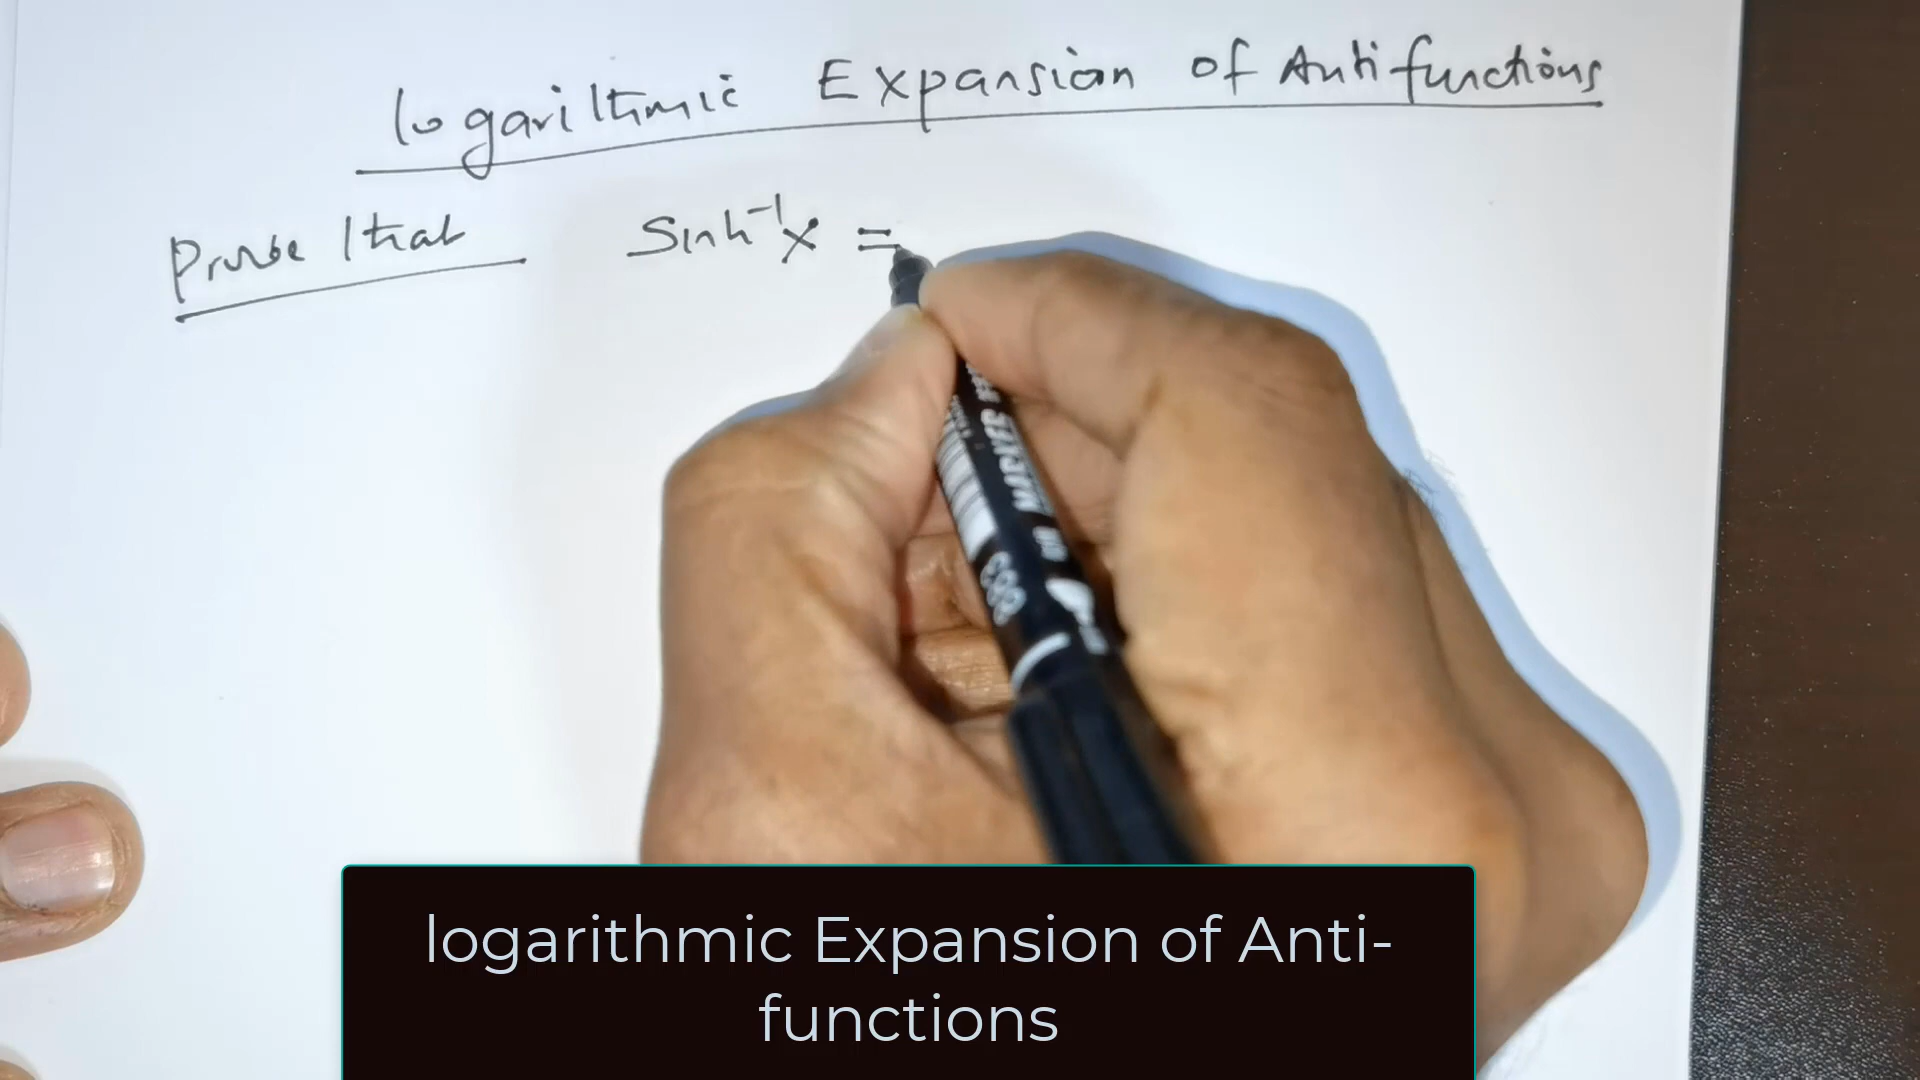 logarithmic Expansion of Antifunctions
Prove that Sinh⁻¹x =
logarithmic Expansion of Anti-
functions